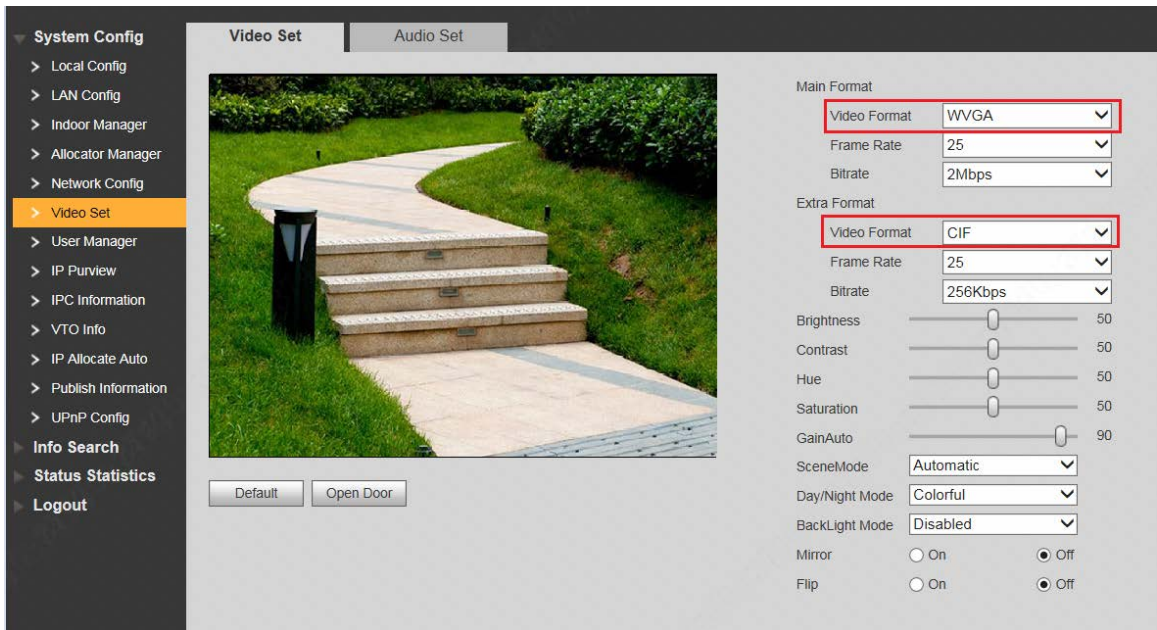 System Config
Local Config
LAN Config
Indoor Manager
Allocator Manager
Network Config
Video Set
User Manager
IP Purview
IPC Information
VTO Info
IP Allocate Auto
Publish Information
UPnP Config
Info Search
Status Statistics
Logout
Video Set Audio Set
Default Open Door
Main Format
Video Format WVGA
Frame Rate 25
Bitrate 2Mbps
Extra Format
Video Format CIF
Frame Rate 25
Bitrate 256Kbps
Brightness 50
Contrast 50
Hue 50
Saturation 50
GainAuto 90
SceneMode Automatic
Day/Night Mode Colorful
BackLight Mode Disabled
Mirror On Off
Flip On Off